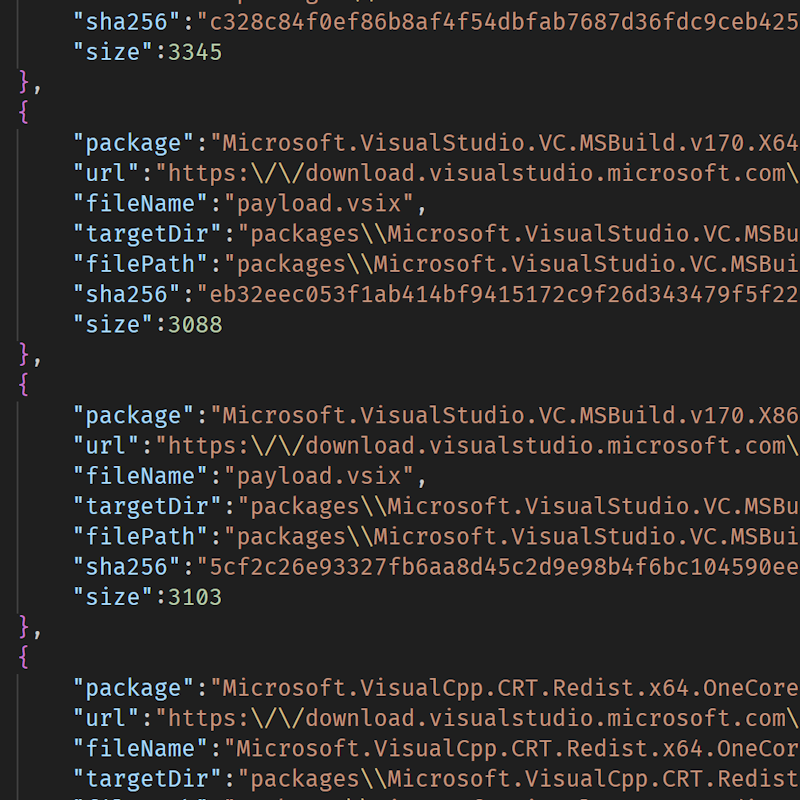 "sha256":"c328c84f0ef86b8af4f54dbfab7687d36fdc9ceb425
"size":3345
},
{
"package":"Microsoft.VisualStudio.VC.MSBuild.v170.X64
"url":"https:\/\/download.visualstudio.microsoft.com\
"fileName":"payload.vsix",
"targetDir":"packages\\Microsoft.VisualStudio.VC.MSBu
"filePath":"packages\\Microsoft.VisualStudio.VC.MSBui
"sha256":"eb32eec053f1ab414bf9415172c9f26d343479f5f22
"size":3088
},
{
"package":"Microsoft.VisualStudio.VC.MSBuild.v170.X86
"url":"https:\/\/download.visualstudio.microsoft.com\
"fileName":"payload.vsix",
"targetDir":"packages\\Microsoft.VisualStudio.VC.MSBu
"filePath":"packages\\Microsoft.VisualStudio.VC.MSBui
"sha256":"5cf2c26e93327fb6aa8d45c2d9e98b4f6bc104590ee
"size":3103
},
{
"package":"Microsoft.VisualCpp.CRT.Redist.x64.OneCore
"url":"https:\/\/download.visualstudio.microsoft.com\
"fileName":"Microsoft.VisualCpp.CRT.Redist.x64.OneCor
"targetDir":"packages\\Microsoft.VisualCpp.CRT.Redist